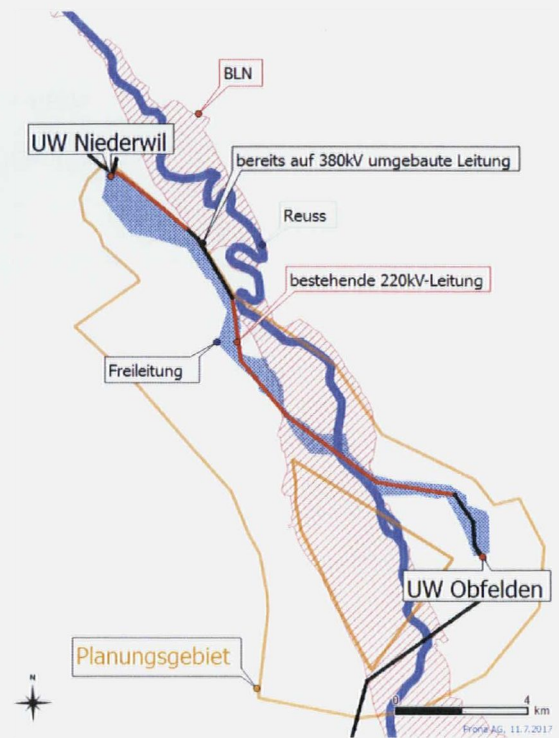 BLN
UW Niederwil
bereits auf 380kV umgebaute Leitung
Reuss
bestehende 220kV-Leitung
Freileitung
UW Obfelden
Planungsgebiet
N
0 4
km
Prona AG, 11.7.2017